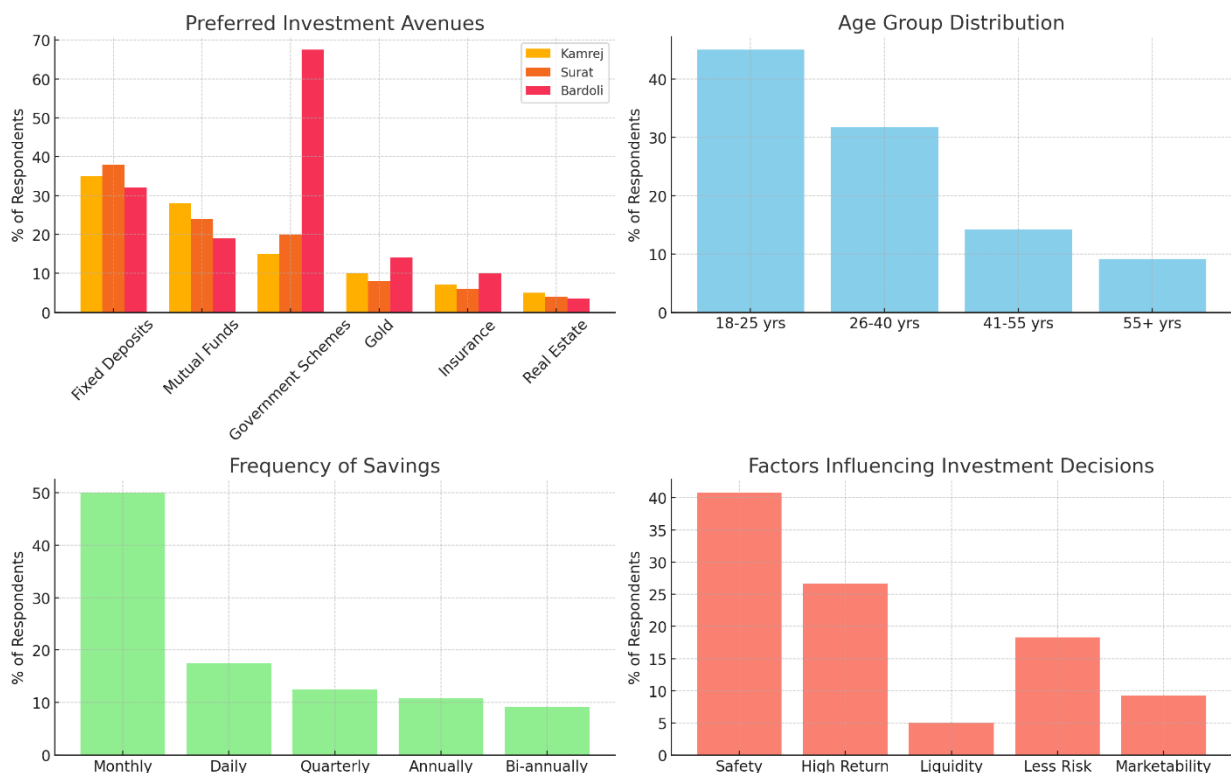 Preferred Investment Avenues
% of Respondents
70
60
50
40
30
20
10
0
Kamrej
Surat
Bardoli
Fixed Deposits
Mutual Funds
Government Schemes
Gold
Insurance
Real Estate
Age Group Distribution
% of Respondents
40
30
20
10
0
18-25 yrs
26-40 yrs
41-55 yrs
55+ yrs
Frequency of Savings
% of Respondents
50
40
30
20
10
0
Monthly
Daily
Quarterly
Annually
Bi-annually
Factors Influencing Investment Decisions
% of Respondents
40
35
30
25
20
15
10
5
0
Safety
High Return
Liquidity
Less Risk
Marketability